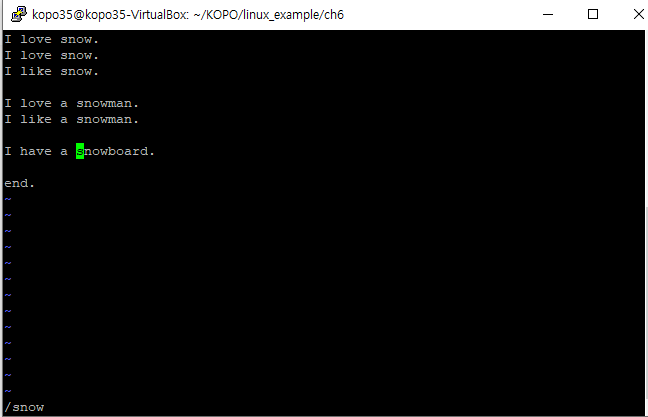 kopo35@kopo35-VirtualBox: ~/KOPO/linux_example/ch6
I love snow.
I love snow.
I like snow.
I love a snowman.
I like a snowman.
I have a snowboard.
end.
~
~
~
~
~
~
~
~
~
~
~
~
~
/snow